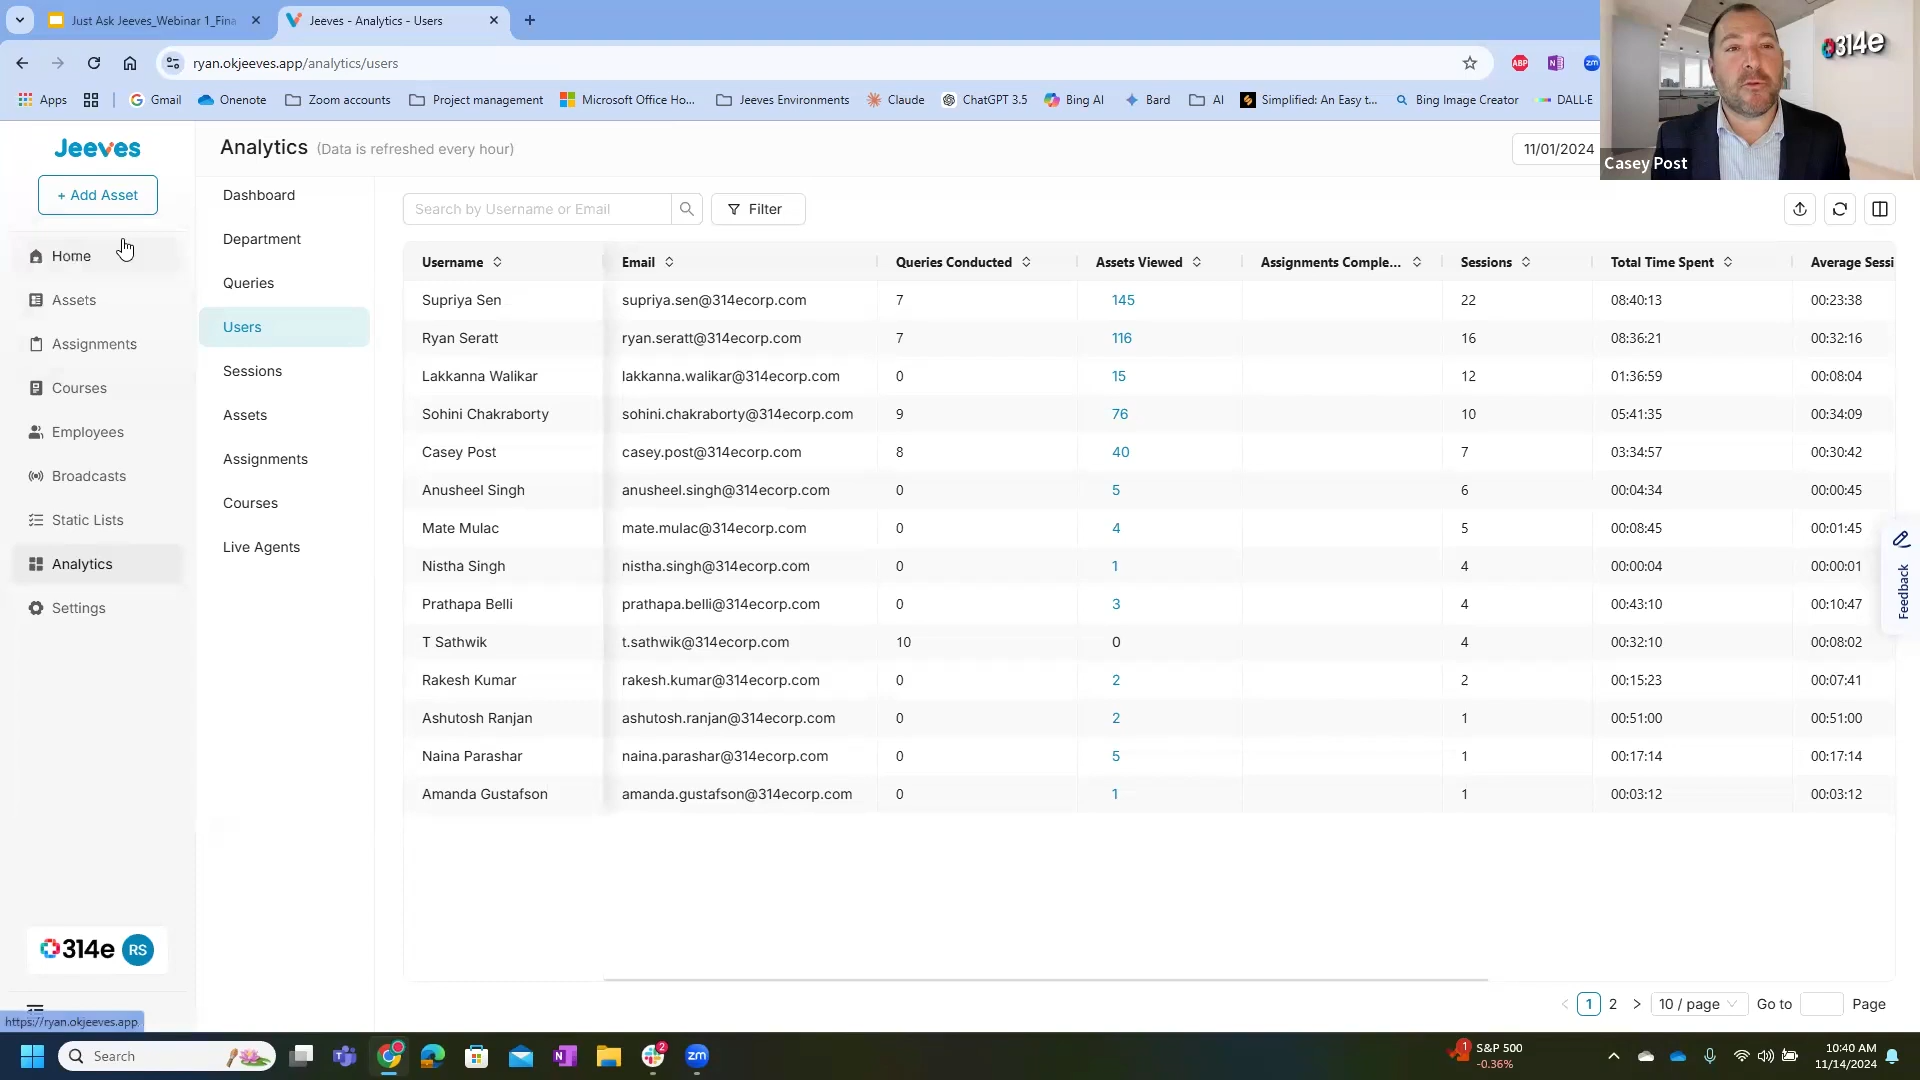 Just Ask Jeeves_Webinar 1_Fina
Jeeves - Analytics - Users
ryan.okjeeves.app/analytics/users
ABP
zm
Apps
Gmail
Onenote
Zoom accounts
Project management
Microsoft Office Ho...
Jeeves Environments
Claude
ChatGPT 3.5
Bing AI
Bard
AI
Simplified: An Easy t...
Bing Image Creator
DALL·E
314e
Casey Post
Jeeves
+ Add Asset
Home
Assets
Assignments
Courses
Employees
Broadcasts
Static Lists
Analytics
Settings
314e RS
https://ryan.okjeeves.app
Analytics (Data is refreshed every hour)
11/01/2024
Dashboard
Department
Queries
Users
Sessions
Assets
Assignments
Courses
Live Agents
Search by Username or Email
Filter
Username Email Queries Conducted Assets Viewed Assignments Comple... Sessions Total Time Spent Average Sessi
Supriya Sen supriya.sen@314ecorp.com 7 145 22 08:40:13 00:23:38
Ryan Seratt ryan.seratt@314ecorp.com 7 116 16 08:36:21 00:32:16
Lakkanna Walikar lakkanna.walikar@314ecorp.com 0 15 12 01:36:59 00:08:04
Sohini Chakraborty sohini.chakraborty@314ecorp.com 9 76 10 05:41:35 00:34:09
Casey Post casey.post@314ecorp.com 8 40 7 03:34:57 00:30:42
Anusheel Singh anusheel.singh@314ecorp.com 0 5 6 00:04:34 00:00:45
Mate Mulac mate.mulac@314ecorp.com 0 4 5 00:08:45 00:01:45
Nistha Singh nistha.singh@314ecorp.com 0 1 4 00:00:04 00:00:01
Prathapa Belli prathapa.belli@314ecorp.com 0 3 4 00:43:10 00:10:47
T Sathwik t.sathwik@314ecorp.com 10 0 4 00:32:10 00:08:02
Rakesh Kumar rakesh.kumar@314ecorp.com 0 2 2 00:15:23 00:07:41
Ashutosh Ranjan ashutosh.ranjan@314ecorp.com 0 2 1 00:51:00 00:51:00
Naina Parashar naina.parashar@314ecorp.com 0 5 1 00:17:14 00:17:14
Amanda Gustafson amanda.gustafson@314ecorp.com 0 1 1 00:03:12 00:03:12
Feedback
1 2 10 / page Go to Page
Search
2
zm
1
S&P 500
-0.36%
10:40 AM
11/14/2024